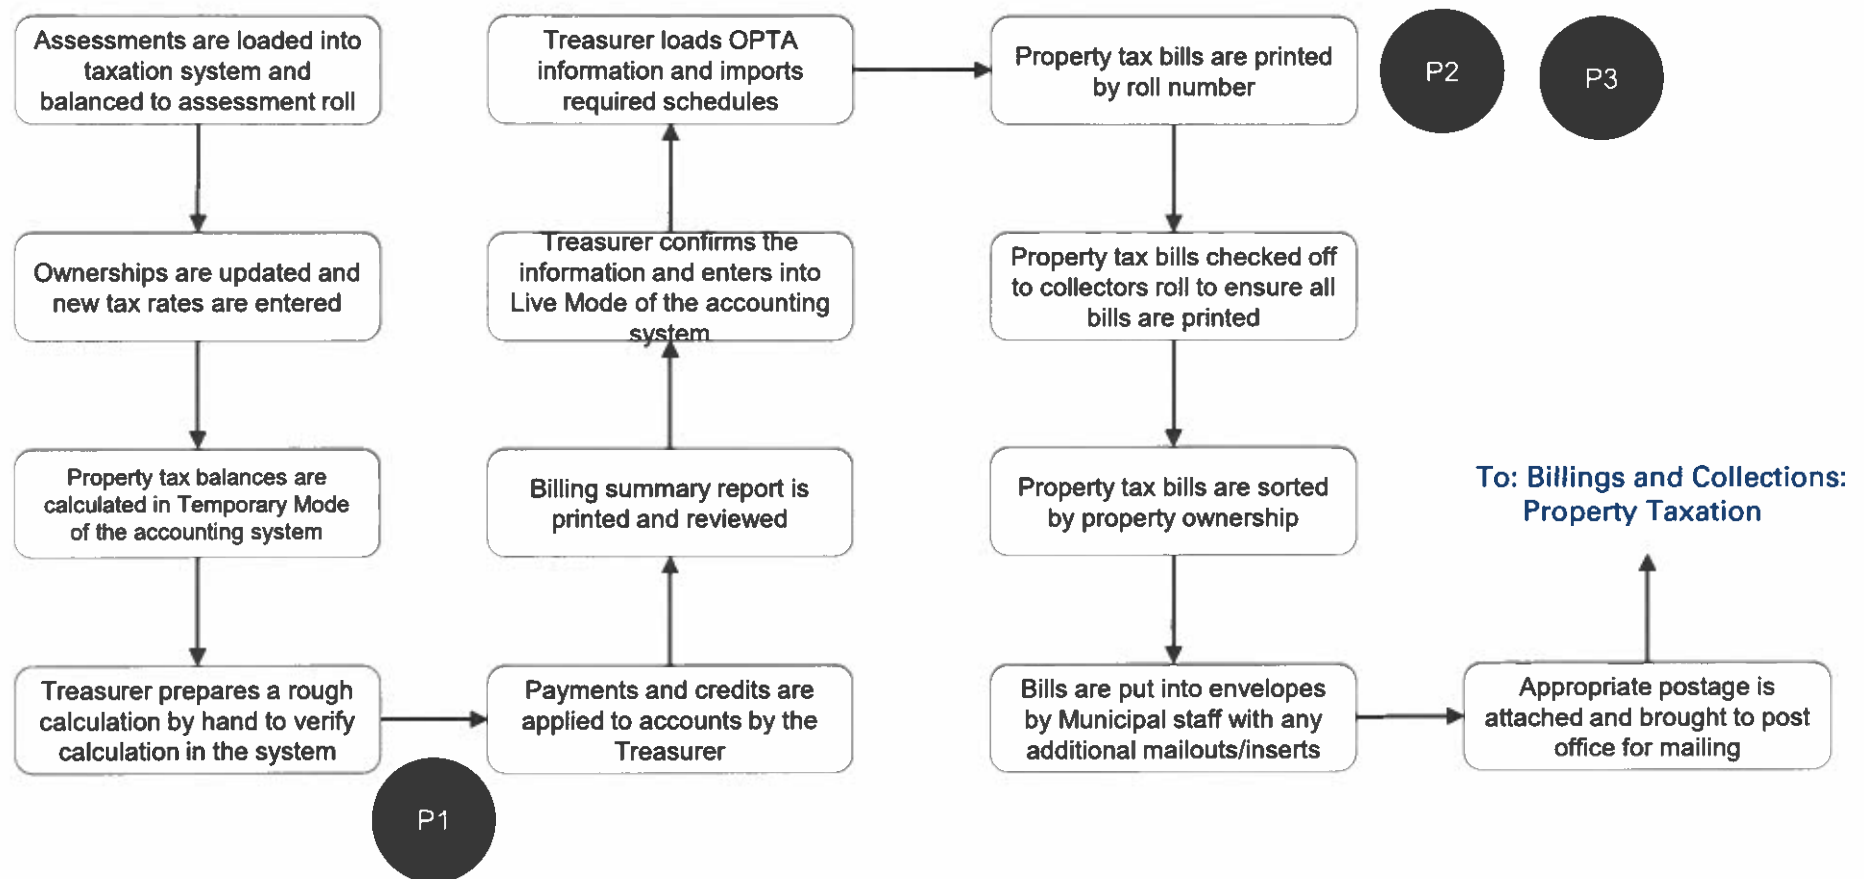 Assessments are loaded into
taxation system and
balanced to assessment roll
Ownerships are updated and
new tax rates are entered
Property tax balances are
calculated in Temporary Mode
of the accounting system
Treasurer prepares a rough
calculation by hand to verify
calculation in the system
P1
Payments and credits are
applied to accounts by the
Treasurer
Billing summary report is
printed and reviewed
Treasurer confirms the
information and enters into
Live Mode of the accounting
system
Treasurer loads OPTA
information and imports
required schedules
Property tax bills are printed
by roll number
P2
P3
Property tax bills checked off
to collectors roll to ensure all
bills are printed
Property tax bills are sorted
by property ownership
Bills are put into envelopes
by Municipal staff with any
additional mailouts/inserts
Appropriate postage is
attached and brought to post
office for mailing
To: Billings and Collections:
Property Taxation